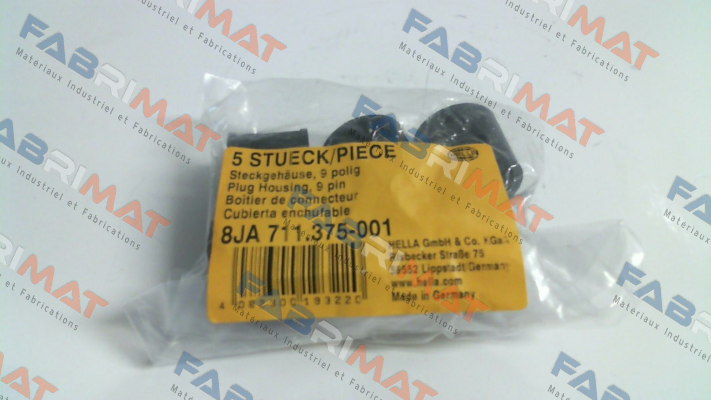 5 STUECK/PIECE
Steckgehäuse, 9 polig
Plug Housing, 9 pin
Boîtier de connecteur
Cubierta enchufable
8JA 711.375-001
HELLA GmbH & Co. KGaA
Rixbecker Straße 75
59552 Lippstadt/Germany
www.hella.com
Made in Germany
FABRIMAT
Matériaux Industriel et Fabrications